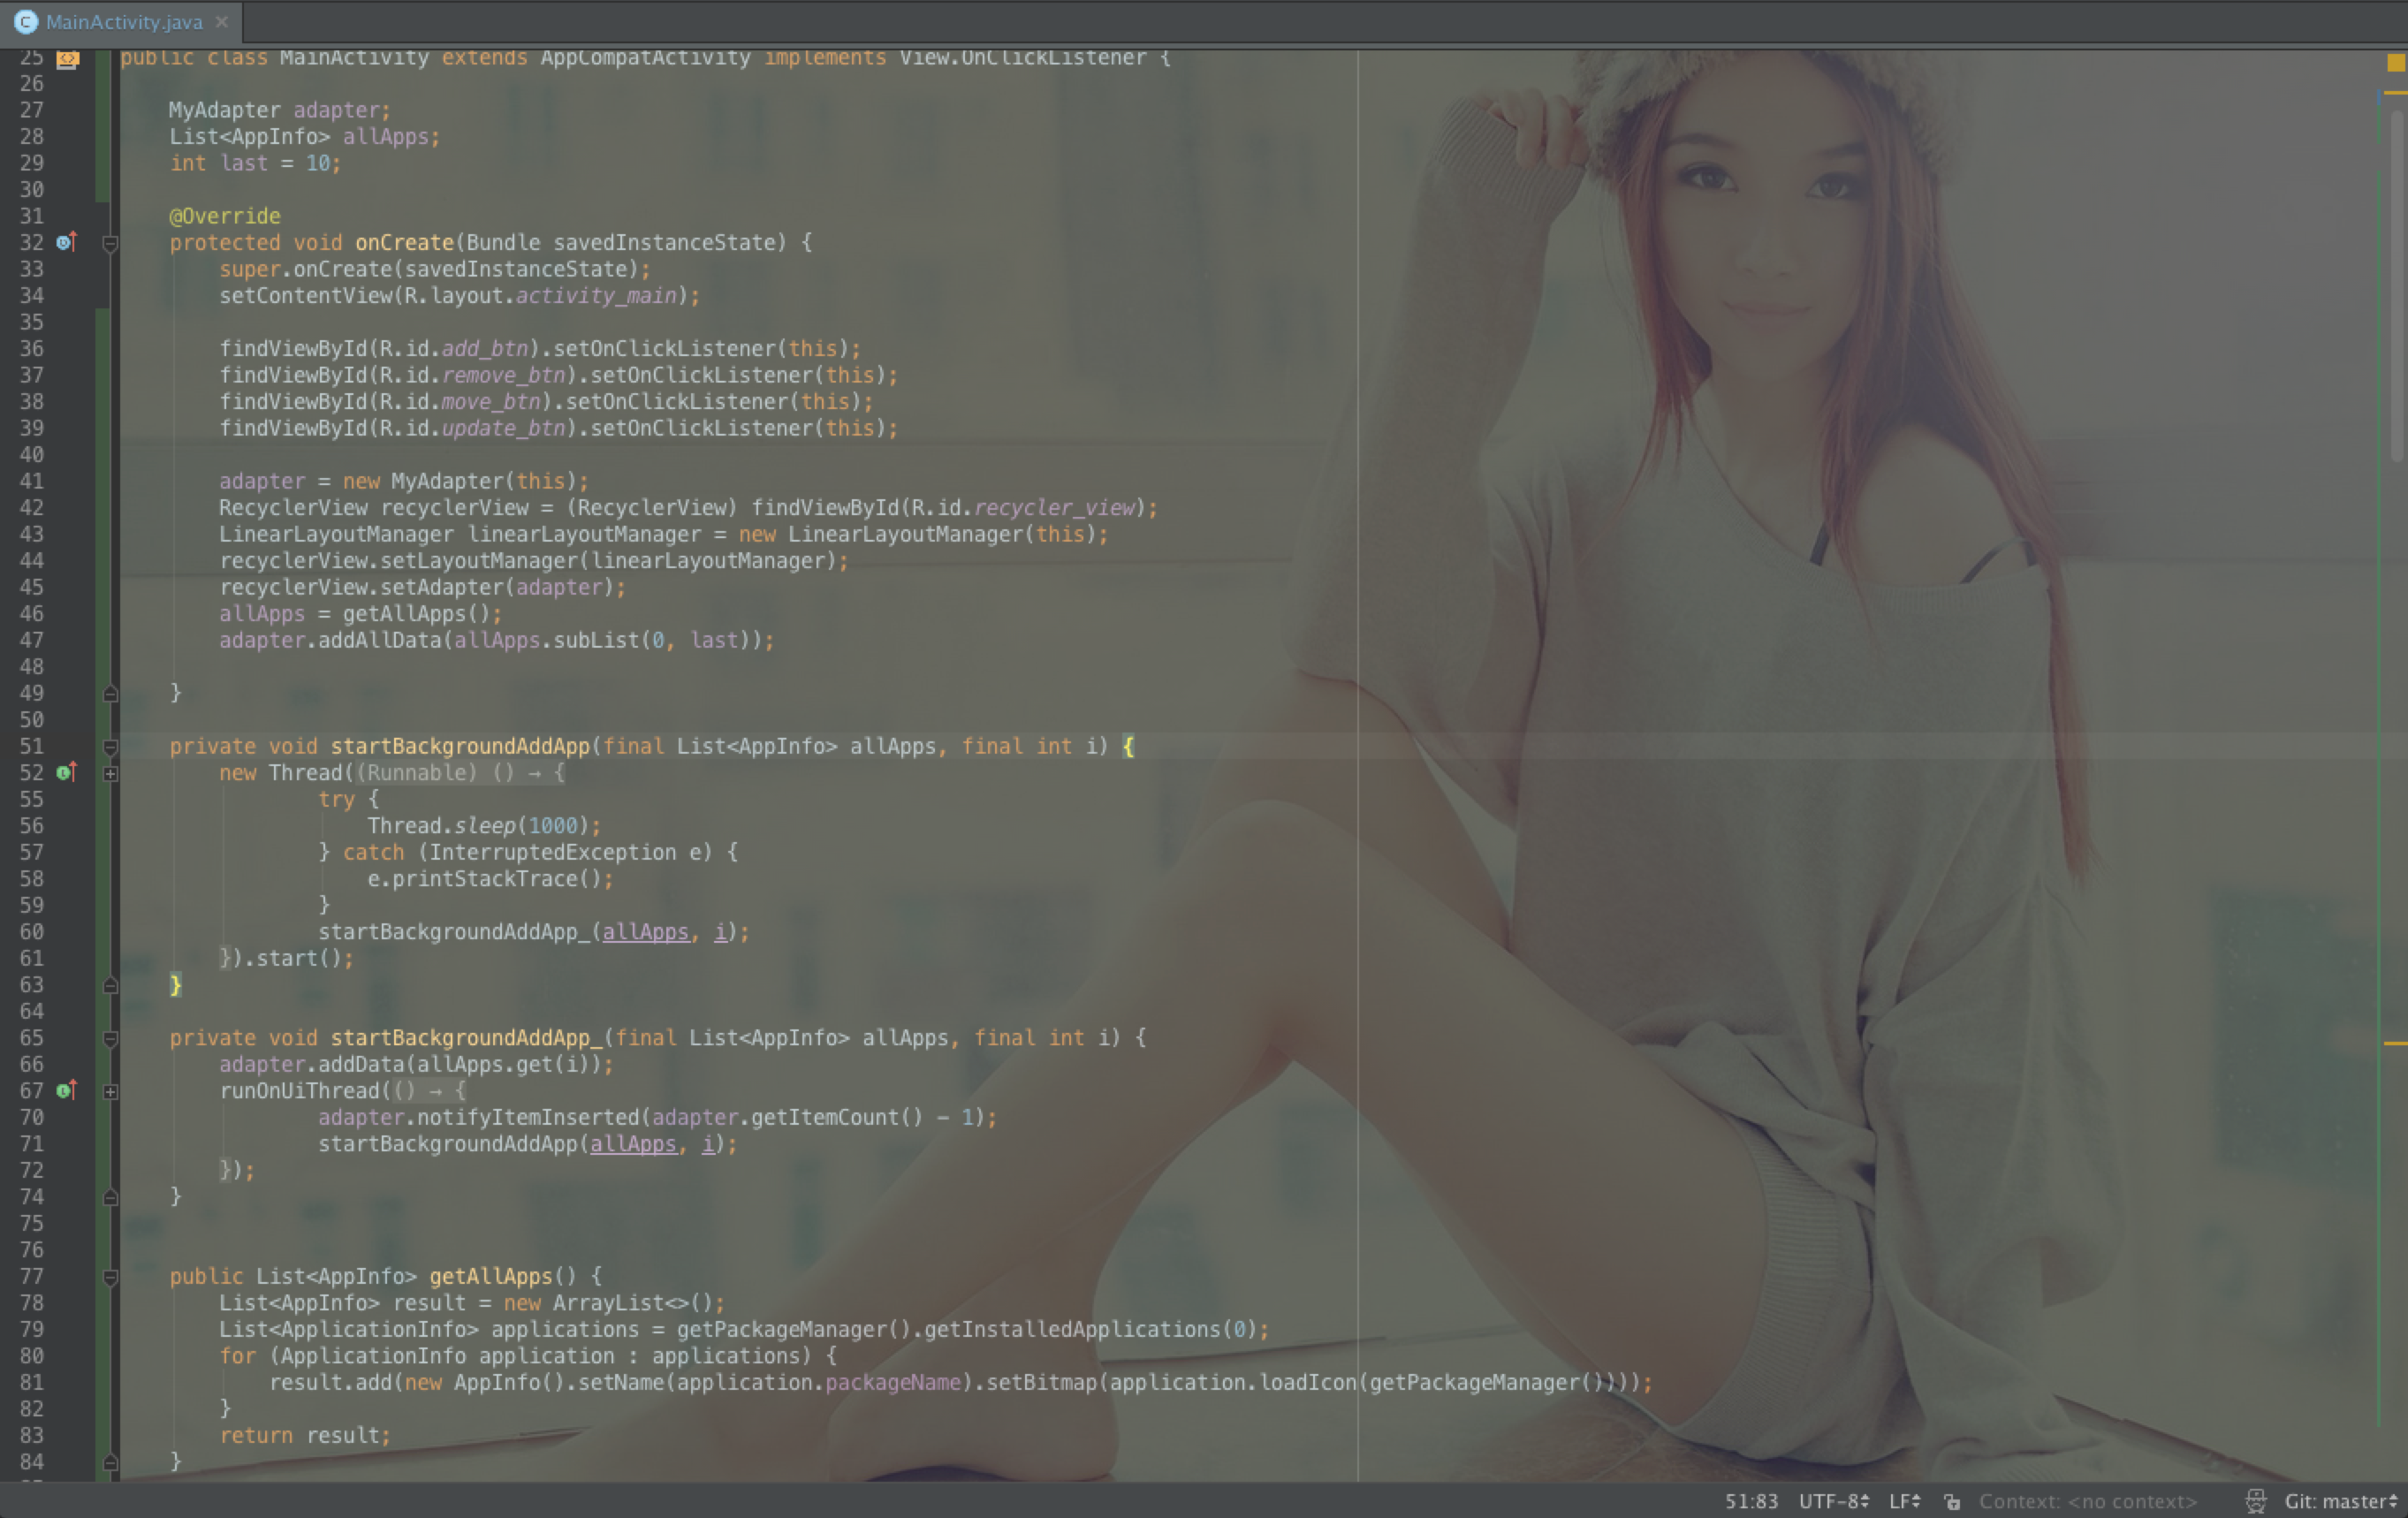 MainActivity.java
25 public class MainActivity extends AppCompatActivity implements View.OnClickListener {
26
27 MyAdapter adapter;
28 List<AppInfo> allApps;
29 int last = 10;
30
31 @Override
32 protected void onCreate(Bundle savedInstanceState) {
33 super.onCreate(savedInstanceState);
34 setContentView(R.layout.activity_main);
35
36 findViewById(R.id.add_btn).setOnClickListener(this);
37 findViewById(R.id.remove_btn).setOnClickListener(this);
38 findViewById(R.id.move_btn).setOnClickListener(this);
39 findViewById(R.id.update_btn).setOnClickListener(this);
40
41 adapter = new MyAdapter(this);
42 RecyclerView recyclerView = (RecyclerView) findViewById(R.id.recycler_view);
43 LinearLayoutManager linearLayoutManager = new LinearLayoutManager(this);
44 recyclerView.setLayoutManager(linearLayoutManager);
45 recyclerView.setAdapter(adapter);
46 allApps = getAllApps();
47 adapter.addAllData(allApps.subList(0, last));
48
49 }
50
51 private void startBackgroundAddApp(final List<AppInfo> allApps, final int i) {
52 new Thread((Runnable) () → {
55 try {
56 Thread.sleep(1000);
57 } catch (InterruptedException e) {
58 e.printStackTrace();
59 }
60 startBackgroundAddApp_(allApps, i);
61 }).start();
63 }
64
65 private void startBackgroundAddApp_(final List<AppInfo> allApps, final int i) {
66 adapter.addData(allApps.get(i));
67 runOnUiThread(() → {
70 adapter.notifyItemInserted(adapter.getItemCount() - 1);
71 startBackgroundAddApp(allApps, i);
72 });
74 }
75
76
77 public List<AppInfo> getAllApps() {
78 List<AppInfo> result = new ArrayList<>();
79 List<ApplicationInfo> applications = getPackageManager().getInstalledApplications(0);
80 for (ApplicationInfo application : applications) {
81 result.add(new AppInfo().setName(application.packageName).setBitmap(application.loadIcon(getPackageManager())));
82 }
83 return result;
84 }
51:83 UTF-8 LF Context: <no context> Git: master